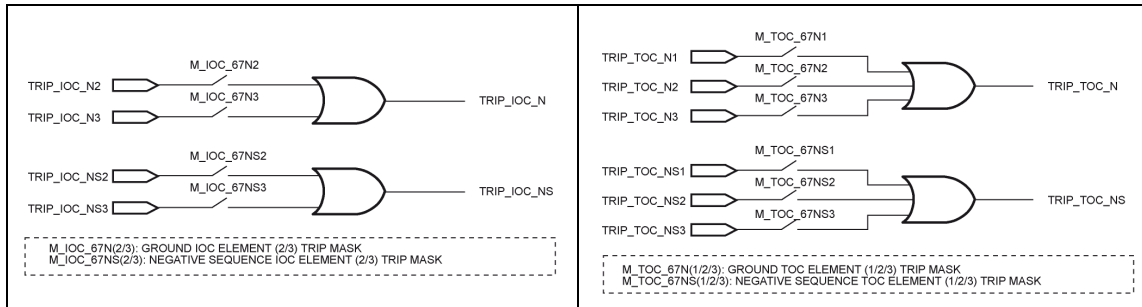 M_IOC_67N2
TRIP_IOC_N2
M_IOC_67N3
TRIP_IOC_N
TRIP_IOC_N3
M_IOC_67NS2
TRIP_IOC_NS2
M_IOC_67NS3
TRIP_IOC_NS
TRIP_IOC_NS3
M_IOC_67N(2/3): GROUND IOC ELEMENT (2/3) TRIP MASK
M_IOC_67NS(2/3): NEGATIVE SEQUENCE IOC ELEMENT (2/3) TRIP MASK
M_TOC_67N1
TRIP_TOC_N1
M_TOC_67N2
TRIP_TOC_N2
TRIP_TOC_N
M_TOC_67N3
TRIP_TOC_N3
M_TOC_67NS1
TRIP_TOC_NS1
M_TOC_67NS2
TRIP_TOC_NS2
TRIP_TOC_NS
M_TOC_67NS3
TRIP_TOC_NS3
M_TOC_67N(1/2/3): GROUND TOC ELEMENT (1/2/3) TRIP MASK
M_TOC_67NS(1/2/3): NEGATIVE SEQUENCE TOC ELEMENT (1/2/3) TRIP MASK